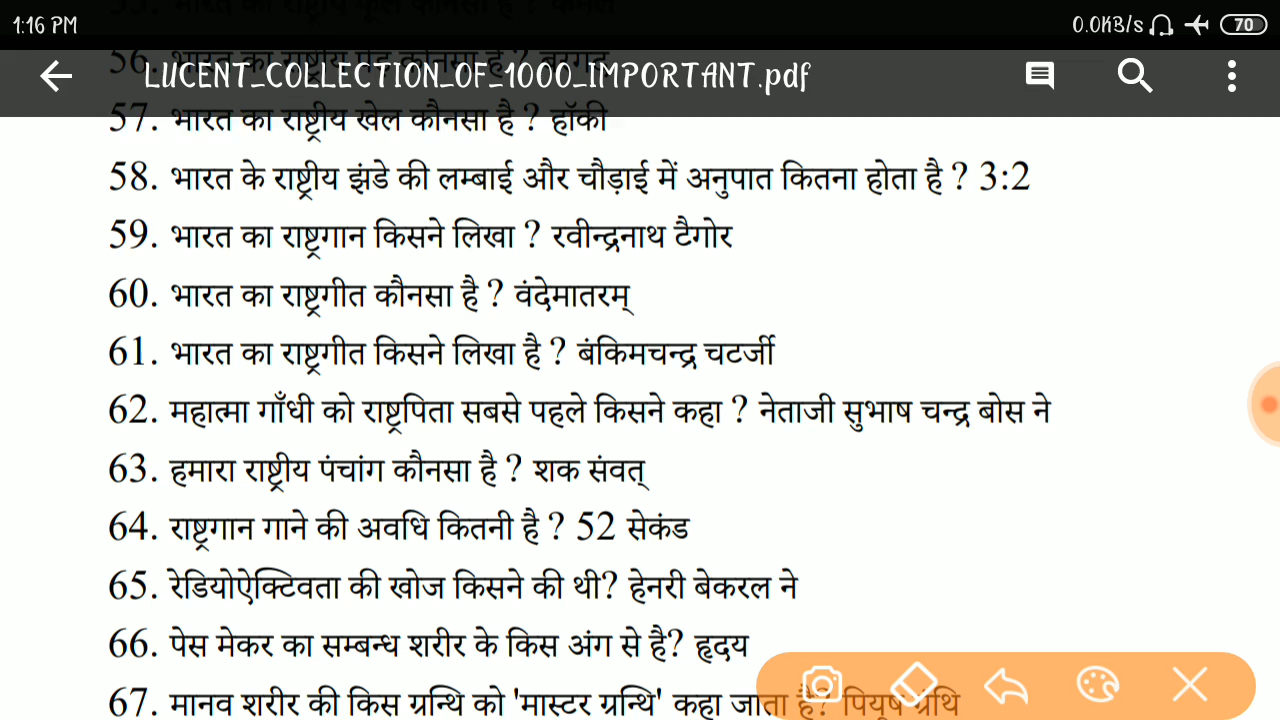 1:16 PM 0.0KB/s 70
LUCENT_COLLECTION_OF_1000_IMPORTANT.pdf
57. भारत का राष्ट्रीय खेल कौनसा है ? हॉकी
58. भारत के राष्ट्रीय झंडे की लम्बाई और चौड़ाई में अनुपात कितना होता है ? 3:2
59. भारत का राष्ट्रगान किसने लिखा ? रवीन्द्रनाथ टैगोर
60. भारत का राष्ट्रगीत कौनसा है ? वंदेमातरम्
61. भारत का राष्ट्रगीत किसने लिखा है ? बंकिमचन्द्र चटर्जी
62. महात्मा गाँधी को राष्ट्रपिता सबसे पहले किसने कहा ? नेताजी सुभाष चन्द्र बोस ने
63. हमारा राष्ट्रीय पंचांग कौनसा है ? शक संवत्
64. राष्ट्रगान गाने की अवधि कितनी है ? 52 सेकंड
65. रेडियोऐक्टिवता की खोज किसने की थी? हेनरी बेकरल ने
66. पेस मेकर का सम्बन्ध शरीर के किस अंग से है? हृदय
67. मानव शरीर की किस ग्रन्थि को 'मास्टर ग्रन्थि' कहा जाता है? पियूष ग्रंथि